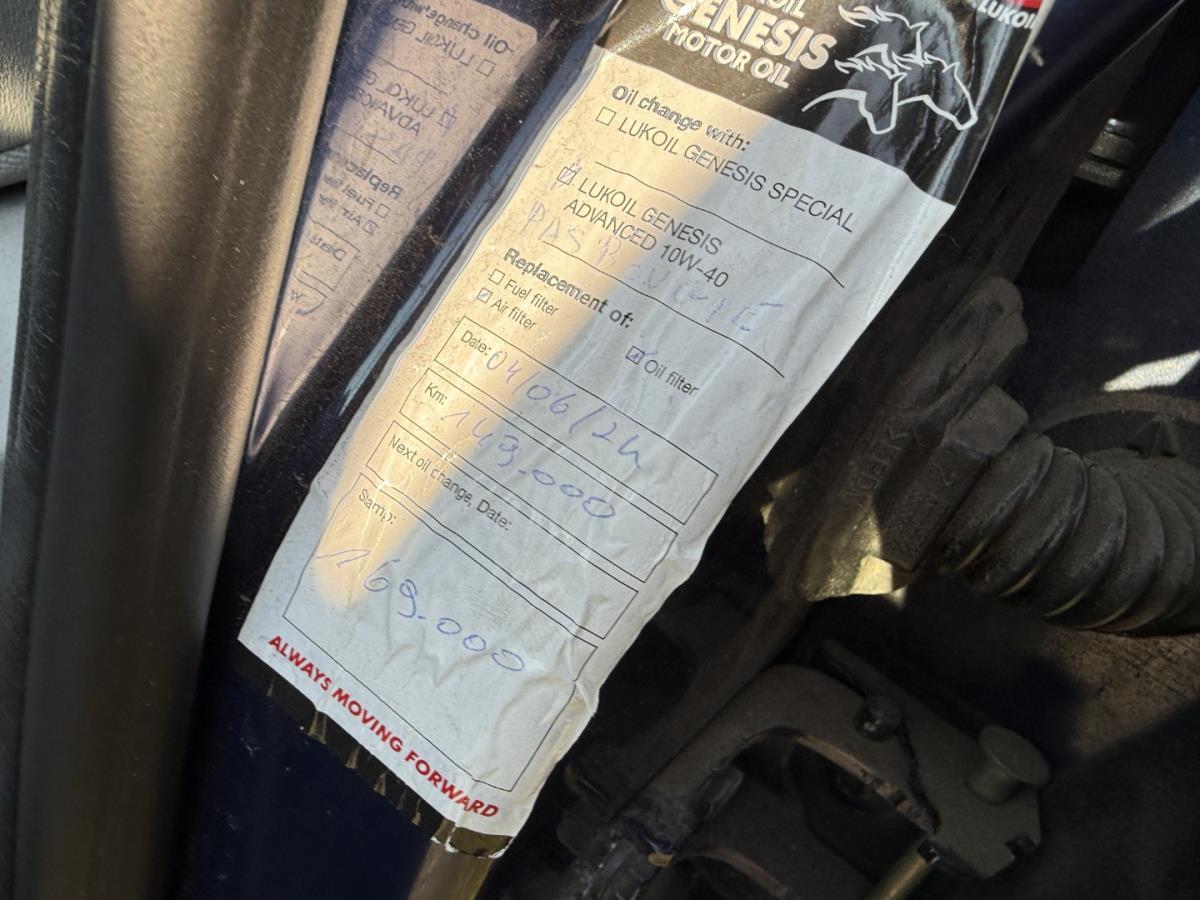 GENESIS
MOTOR OIL
LUKOIL
Oil change with:
LUKOIL GENESIS SPECIAL
LUKOIL GENESIS
ADVANCED 10W-40
Replacement of:
Fuel filter
Air filter
Oil filter
Date: 04/06/24
Km: 149.000
Next oil change, Date:
Stamp:
169.000
ALWAYS MOVING FORWARD